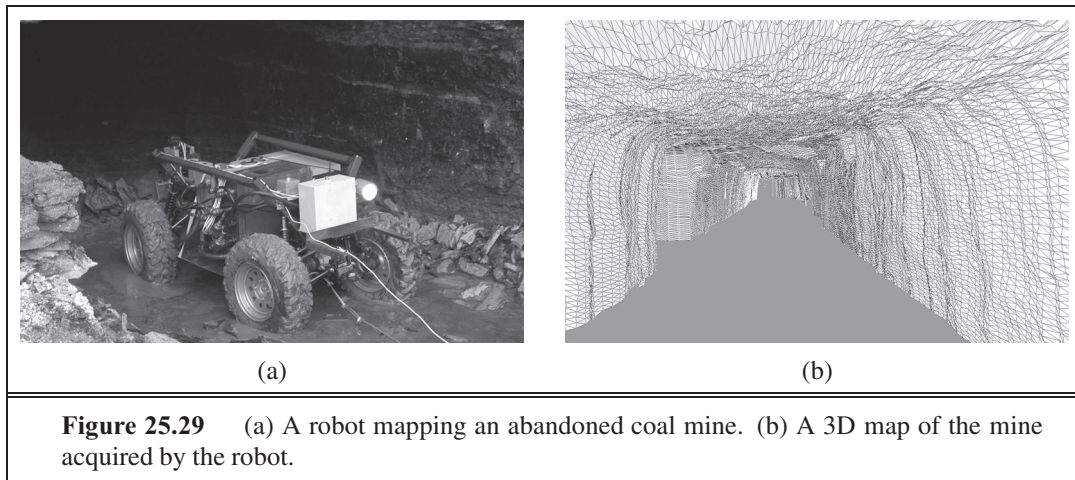 (a)
(b)
Figure 25.29 (a) A robot mapping an abandoned coal mine. (b) A 3D map of the mine
acquired by the robot.